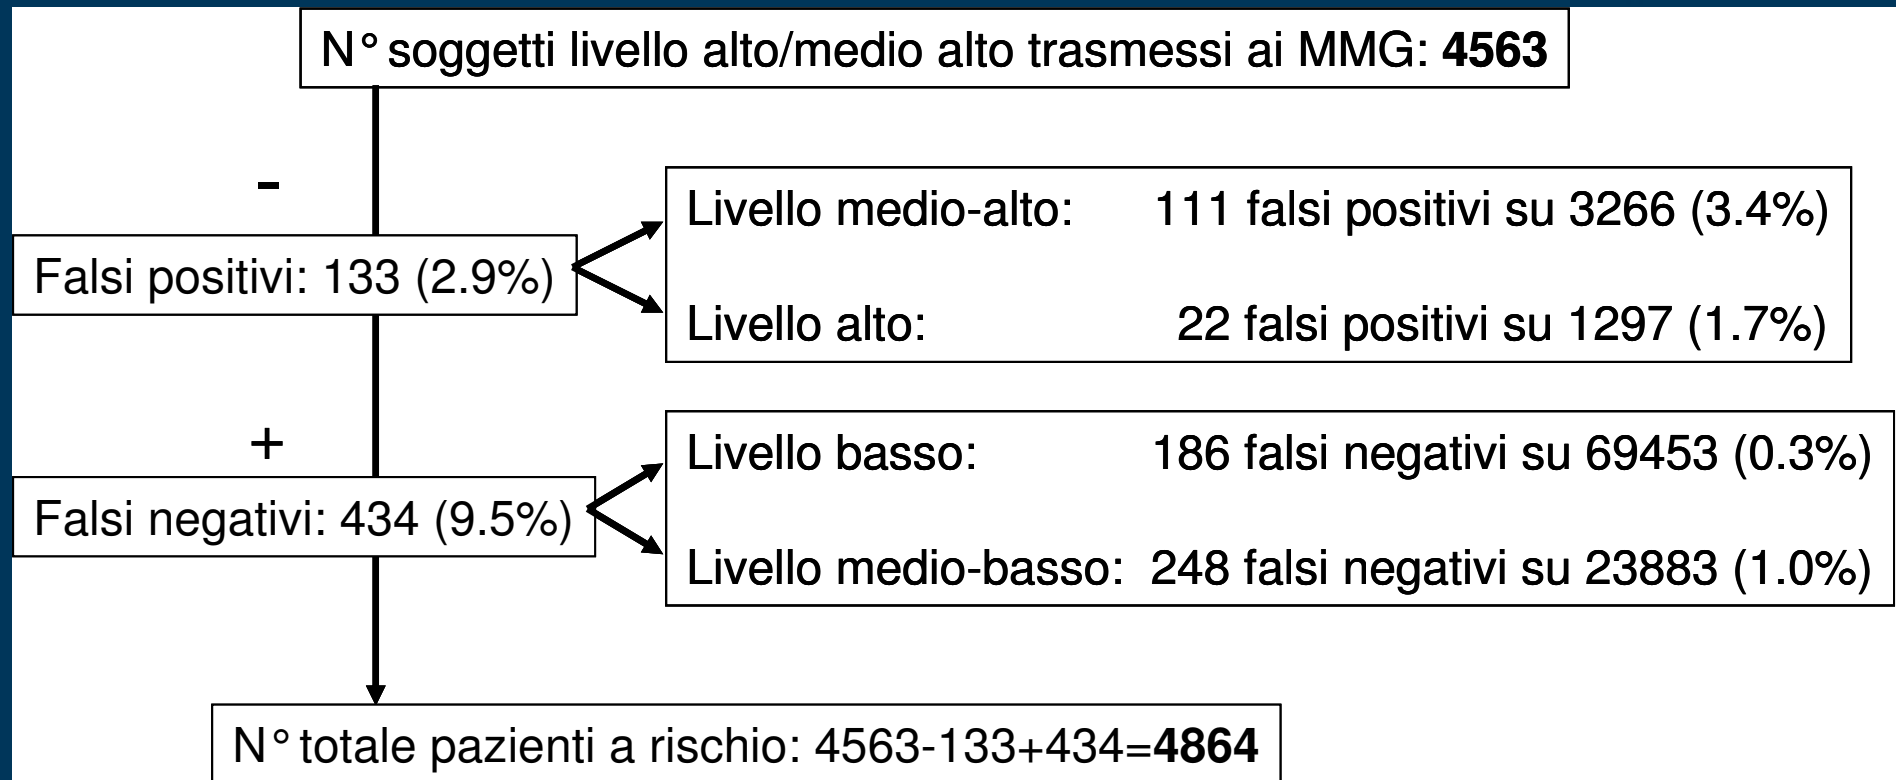 N° soggetti livello alto/medio alto trasmessi ai MMG: 4563
-
Livello medio-alto: 111 falsi positivi su 3266 (3.4%)
Falsi positivi: 133 (2.9%)
Livello alto: 22 falsi positivi su 1297 (1.7%)
+
Livello basso: 186 falsi negativi su 69453 (0.3%)
Falsi negativi: 434 (9.5%)
Livello medio-basso: 248 falsi negativi su 23883 (1.0%)
N° totale pazienti a rischio: 4563-133+434=4864